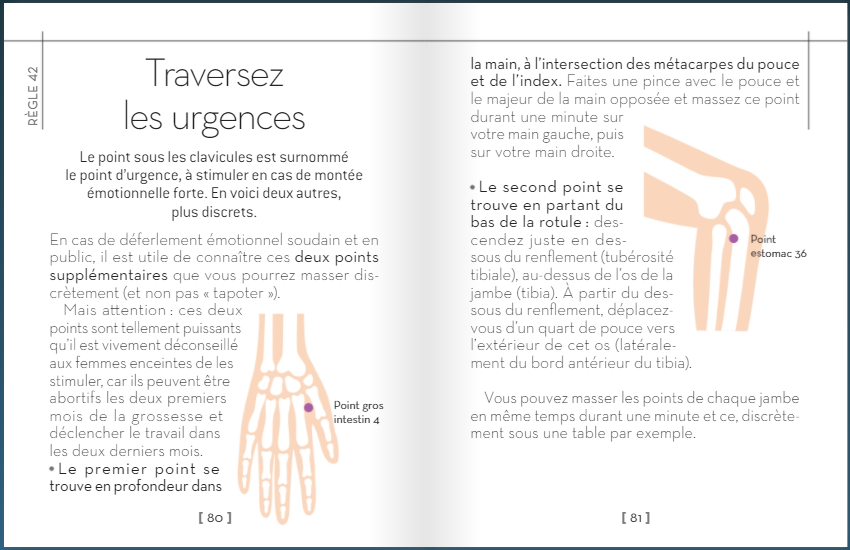 RÈGLE 42
Traversez
les urgences
Le point sous les clavicules est surnommé
le point d'urgence, à stimuler en cas de montée
émotionnelle forte. En voici deux autres,
plus discrets.
En cas de déferlement émotionnel soudain et en
public, il est utile de connaître ces deux points
supplémentaires que vous pourrez masser dis-
crètement (et non pas « tapoter »).
Mais attention : ces deux
points sont tellement puissants
qu'il est vivement déconseillé
aux femmes enceintes de les
stimuler, car ils peuvent être
abortifs les deux premiers
mois de la grossesse et
déclencher le travail dans
les deux derniers mois.
• Le premier point se
trouve en profondeur dans
Point gros
intestin 4
[ 80 ]
la main, à l'intersection des métacarpes du pouce
et de l'index. Faites une pince avec le pouce et
le majeur de la main opposée et massez ce point
durant une minute sur
votre main gauche, puis
sur votre main droite.
• Le second point se
trouve en partant du
bas de la rotule : des-
cendez juste en des-
sous du renflement (tubérosité
tibiale), au-dessus de l'os de la
jambe (tibia). À partir du des-
sous du renflement, déplacez-
vous d'un quart de pouce vers
l'extérieur de cet os (latérale-
ment du bord antérieur du tibia).
Point
estomac 36
Vous pouvez masser les points de chaque jambe
en même temps durant une minute et ce, discrète-
ment sous une table par exemple.
[ 81 ]